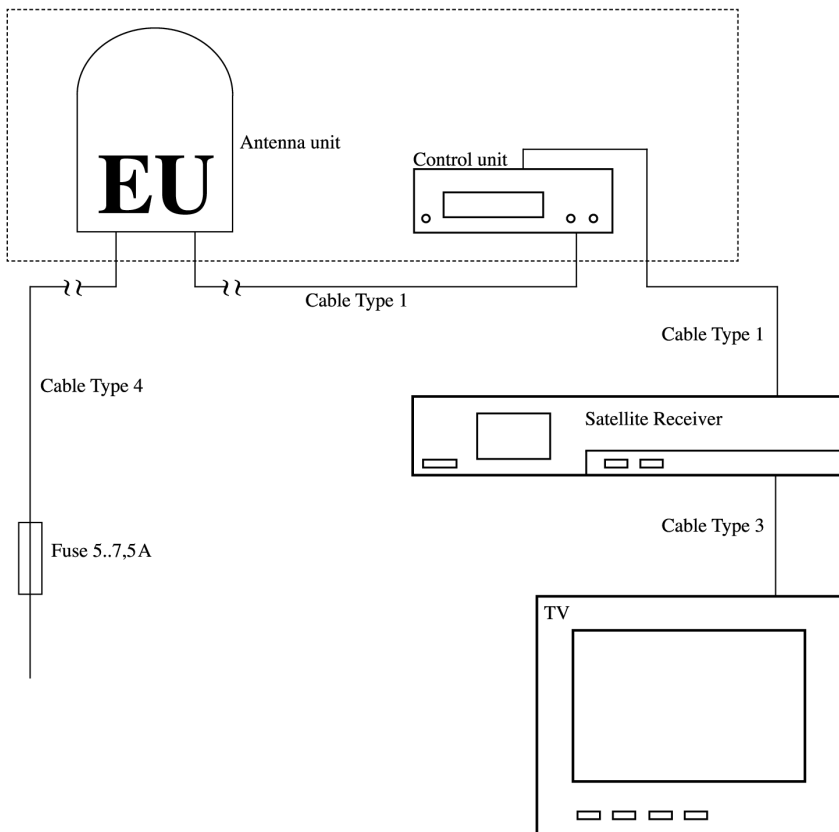 Antenna unit
EU
Control unit
Cable Type 1
Cable Type 1
Cable Type 4
Satellite Receiver
Cable Type 3
Fuse 5..7,5A
TV